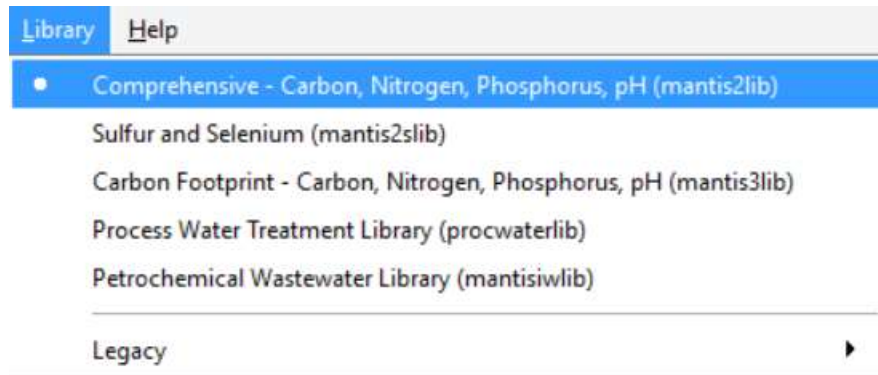 Library Help
Comprehensive - Carbon, Nitrogen, Phosphorus, pH (mantis2lib)
Sulfur and Selenium (mantis2slib)
Carbon Footprint - Carbon, Nitrogen, Phosphorus, pH (mantis3lib)
Process Water Treatment Library (procwaterlib)
Petrochemical Wastewater Library (mantisiwlib)
Legacy